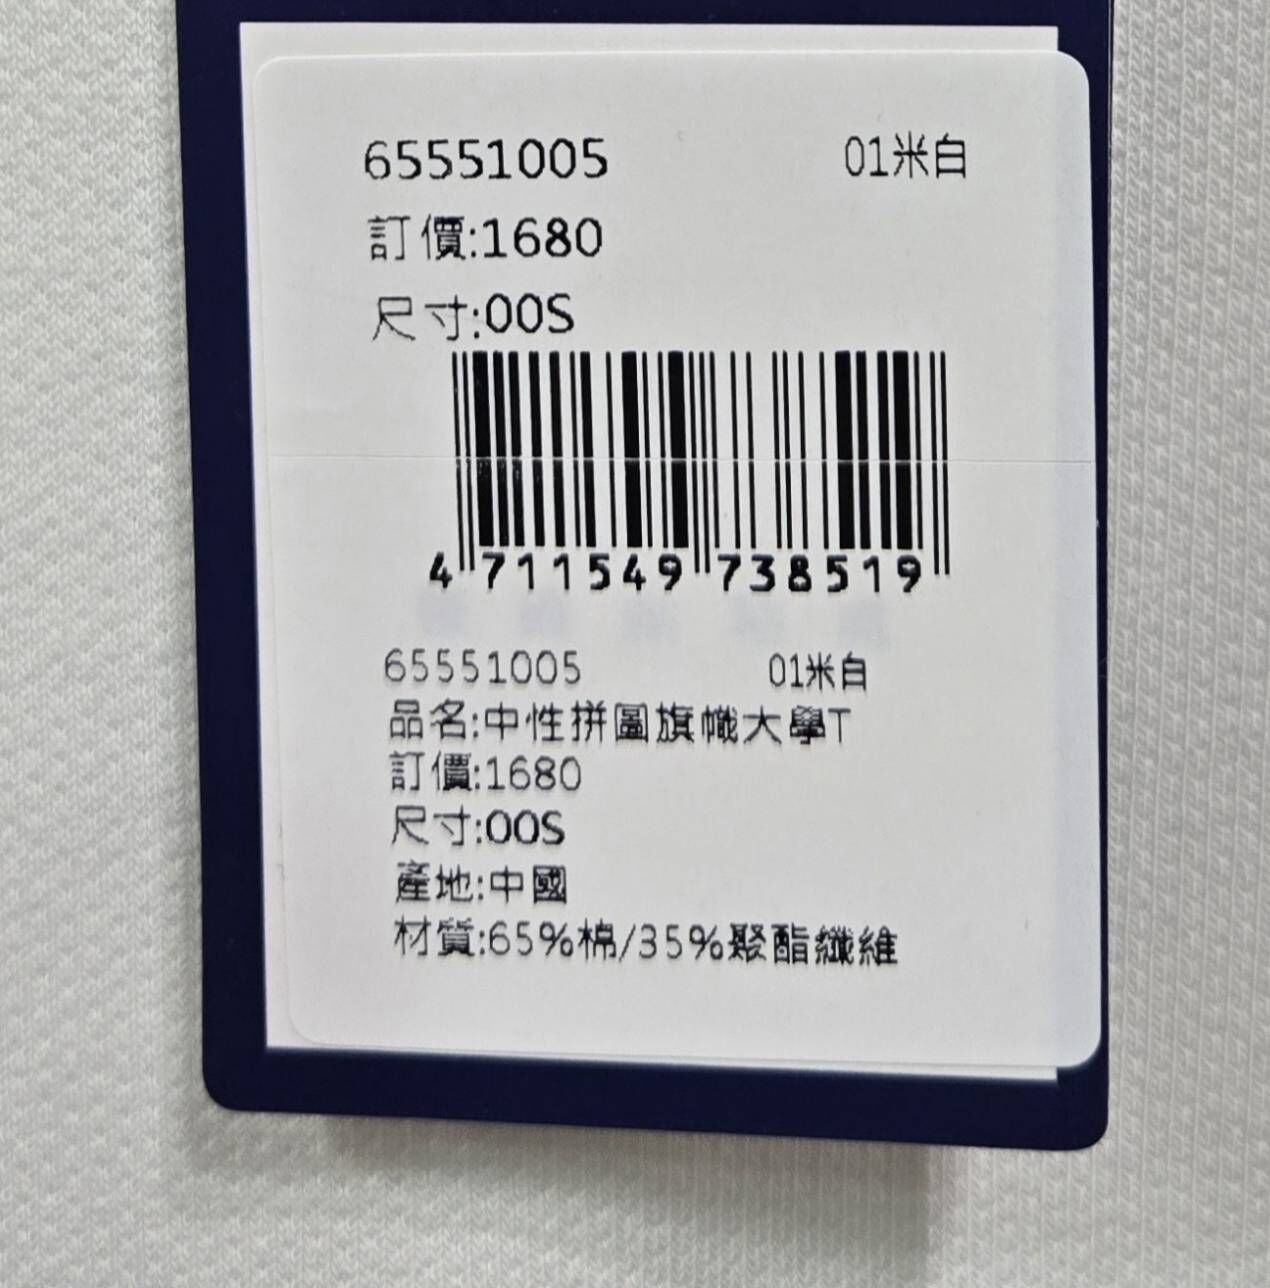 65551005 01米白
訂價:1680
尺寸:00S
4 711549 738519
65551005 01米白
品名:中性拼圖旗幟大學T
訂價:1680
尺寸:00S
產地:中國
材質:65%棉/35%聚酯纖維